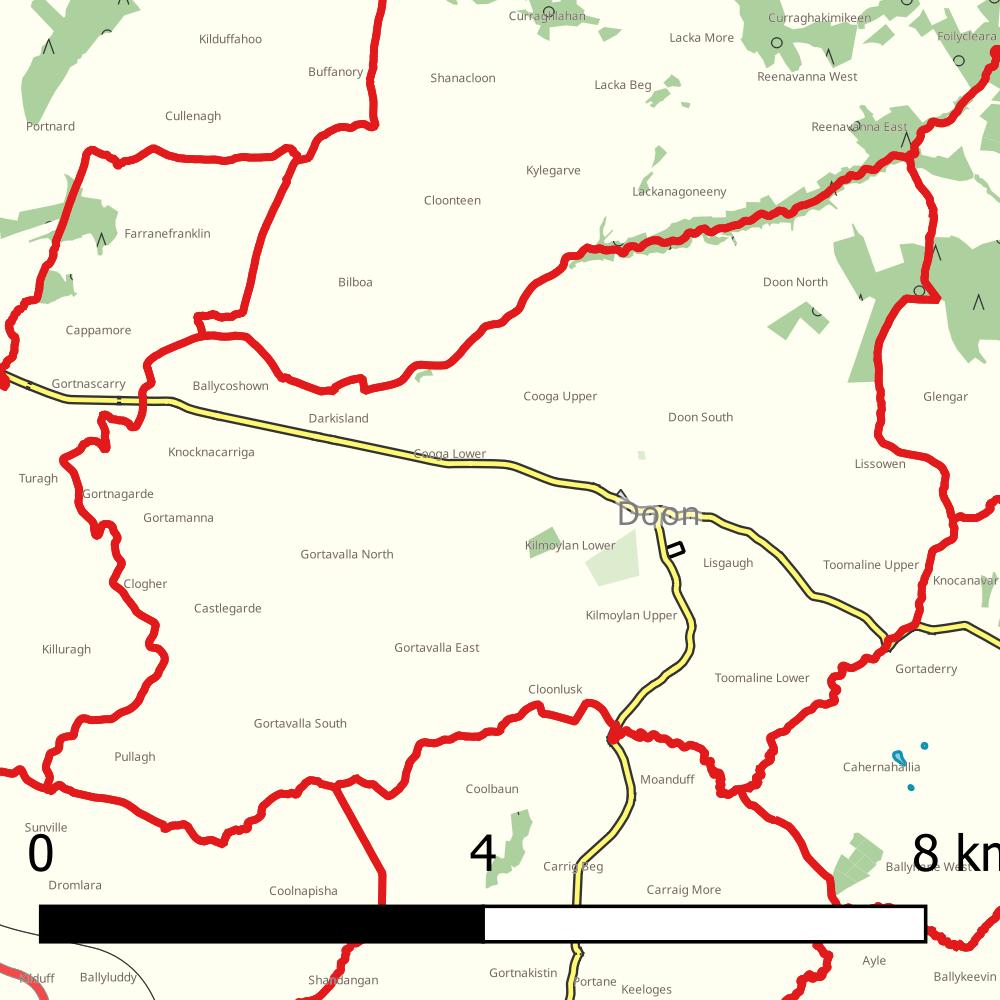 Curraghlahan
Curraghakimikeen
Kilduffahoo
Lacka More
Foilycleara
Buffanory
Shanacloon
Lacka Beg
Reenavanna West
Cullenagh
Portnard
Reenavanna East
Kylegarve
Lackanagoneeny
Cloonteen
Farranefranklin
Bilboa
Doon North
Cappamore
Gortnascarry
Ballycoshown
Cooga Upper
Glengar
Darkisland
Doon South
Knocknacarriga
Cooga Lower
Lissowen
Turagh
Gortnagarde
Gortamanna
Doon
Kilmoylan Lower
Gortavalla North
Lisgaugh
Toomaline Upper
Clogher
Knocanavar
Castlegarde
Kilmoylan Upper
Killuragh
Gortavalla East
Gortaderry
Toomaline Lower
Cloonlusk
Gortavalla South
Pullagh
Cahernahallia
Moanduff
Coolbaun
Sunville
0
4
8 km
Carrig Beg
Dromlara
Coolnapisha
Carraig More
Ayle
Gortnakistin
Kilduff
Ballyluddy
Shandangan
Portane
Keeloges
Ballykeevin